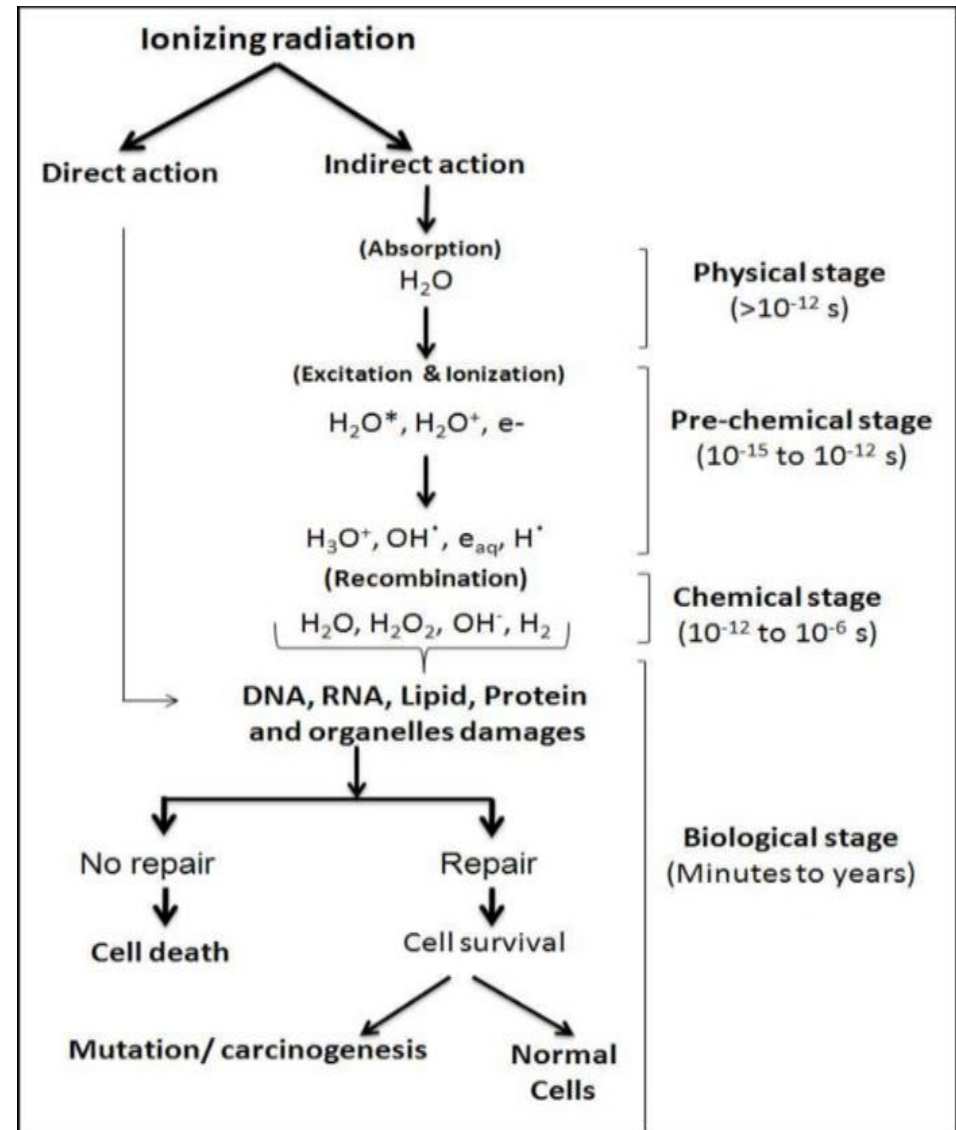 Ionizing radiation
Direct action
Indirect action
(Absorption)
H₂O
Physical stage
(>10⁻¹² s)
(Excitation & Ionization)
H₂O*, H₂O⁺, e-
Pre-chemical stage
(10⁻¹⁵ to 10⁻¹² s)
H₃O⁺, OH˙, e_aq, H˙
(Recombination)
H₂O, H₂O₂, OH⁻, H₂
Chemical stage
(10⁻¹² to 10⁻⁶ s)
DNA, RNA, Lipid, Protein
and organelles damages
No repair
Repair
Biological stage
(Minutes to years)
Cell death
Cell survival
Mutation/ carcinogenesis
Normal
Cells